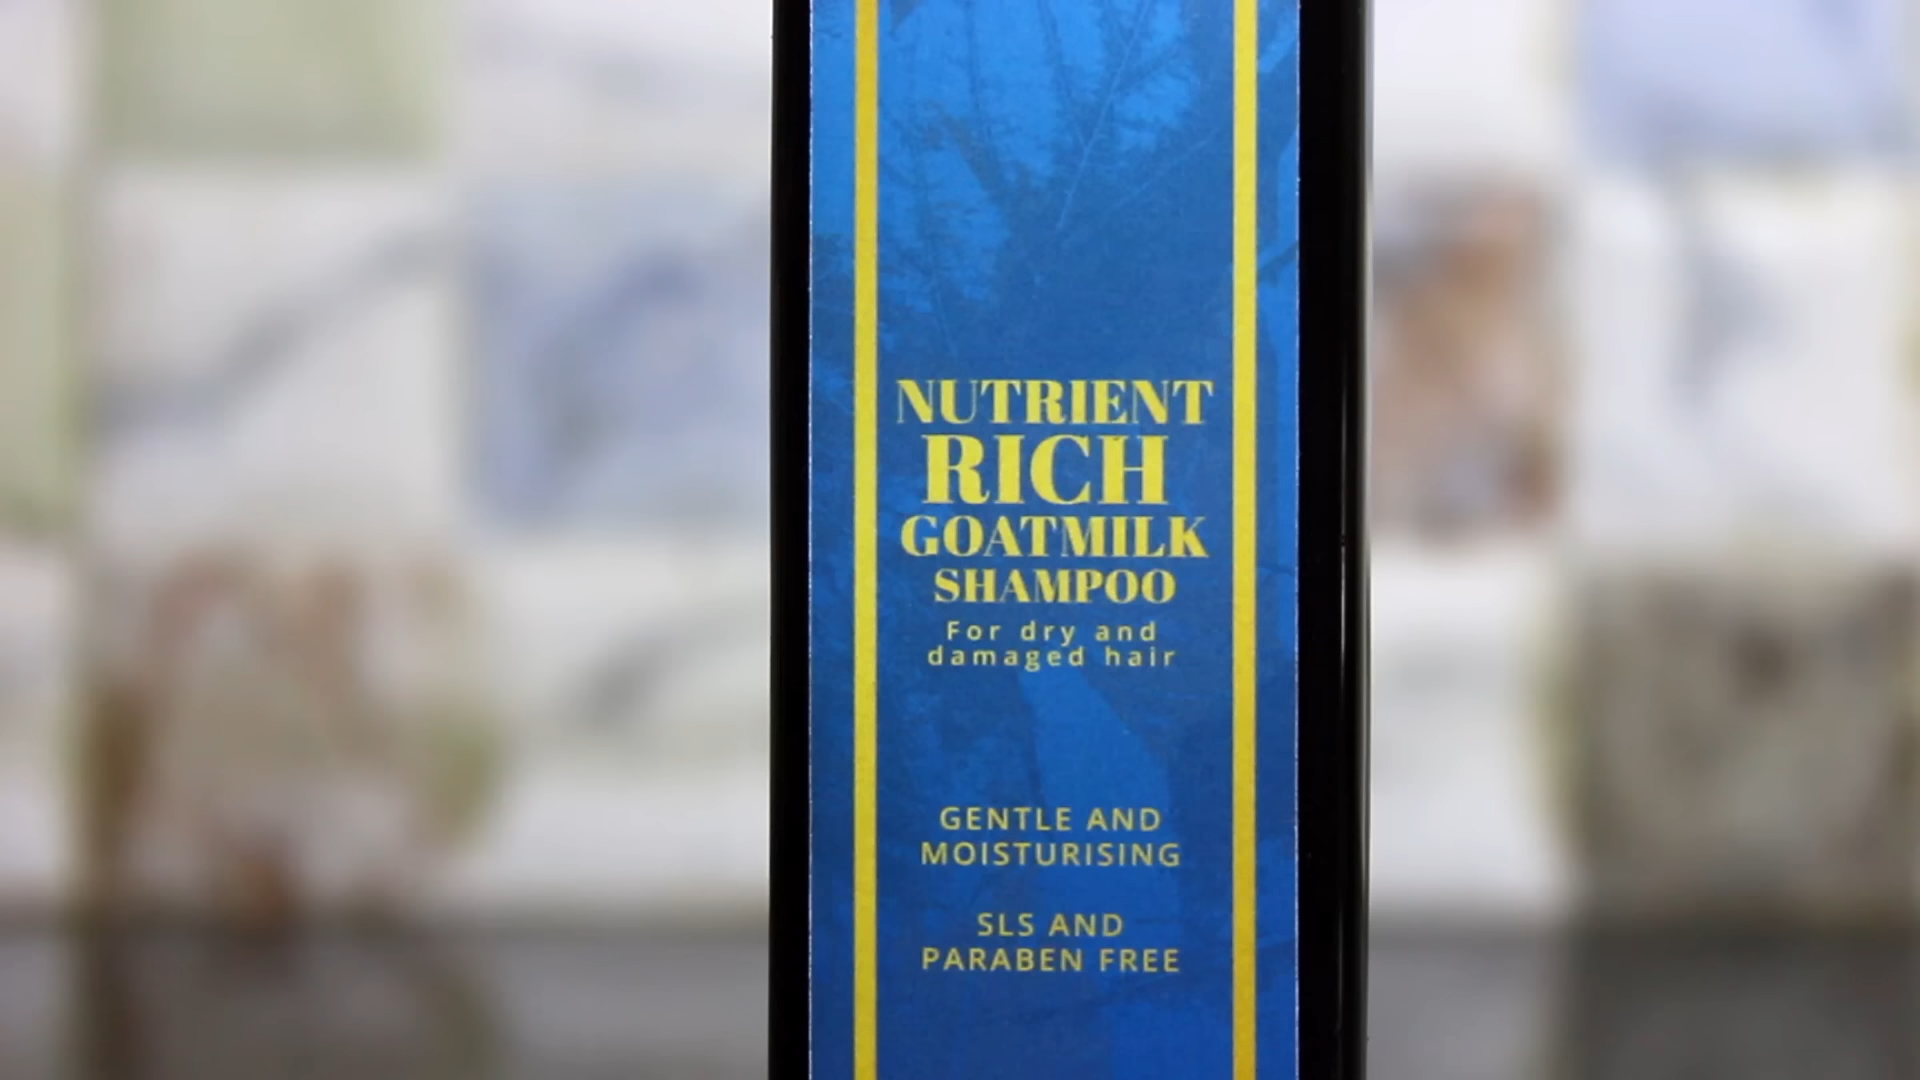 NUTRIENT
RICH
GOATMILK
SHAMPOO
For dry and
damaged hair
GENTLE AND
MOISTURISING
SLS AND
PARABEN FREE